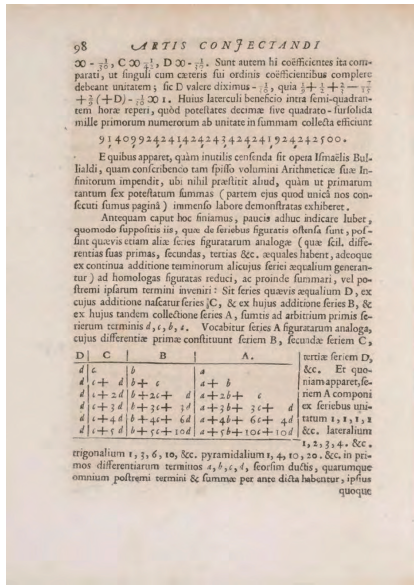 98 ARTIS CONJECTANDI
∞ - 1/30, C ∞ 1/42, D ∞ - 1/30. Sunt autem hi coëfficientes ita com-
parati, ut singuli cum cæteris sui ordinis coëfficientibus complere
debeant unitatem; sic D valere diximus - 1/30, quia 1/9 + 1/2 + 2/3 - 7/15
+ 2/9 (+ D) - 1/30 ∞ 1. Huius laterculi beneficio intra semi-quadran-
tem horæ reperi, quòd potestates decimæ sive quadrato-sursolida
mille primorum numerorum ab unitate in summam collecta efficiunt
91409924241424243424241924242500.
E quibus apparet, quàm inutilis censenda sit opera Ismaëlis Bul-
lialdi, quam conscribendo tam spisso volumini Arithmeticæ suæ In-
finitorum impendit, ubi nihil præstitit aliud, quàm ut primarum
tantum sex potestatum summas (partem ejus quod unicâ nos con-
secuti sumus paginâ) immenso labore demonstratas exhiberet.
Antequam caput hoc finiamus, paucis adhuc indicare lubet,
quomodo suppositis iis, quæ de seriebus figuratis ostensa sunt, pos-
sint quævis etiam aliæ series figuratarum analogæ (quæ scil. diffe-
rentias suas primas, secundas, tertias &c. æquales habent, adeoque
ex continua additione terminorum alicujus seriei æqualium generan-
tur) ad homologas figuratas reduci, ac proinde summari, vel po-
stremi ipsarum termini inveniri: Sit series quævis æqualium D, ex
cujus additione nascatur series C, & ex hujus additione series B, &
ex hujus tandem collectione series A, sumtis ad arbitrium primis se-
rierum terminis d, c, b, a. Vocabitur series A figuratarum analoga,
cujus differentiæ primæ constituunt seriem B, secundæ seriem C,
D | C | B | A.
d | c. | b | a
d | c + d | b + c | a + b
d | c + 2d | b + 2c + d | a + 2b + c
d | c + 3d | b + 3c + 3d | a + 3b + 3c + d
d | c + 4d | b + 4c + 6d | a + 4b + 6c + 4d
d | c + 5d | b + 5c + 10d | a + 5b + 10c + 10d
tertiæ seriem D,
&c. Et quo-
niam apparet, se-
riem A componi
ex seriebus uni-
tatum 1, 1, 1, 1
&c. lateralium
1, 2, 3, 4. &c.
trigonalium 1, 3, 6, 10, &c. pyramidalium 1, 4, 10, 20. &c. in pri-
mos differentiarum terminos a, b, c, d, seorsim ductis, quarumque
omnium postremi termini & summæ per ante dicta habentur, ipsius
quoque